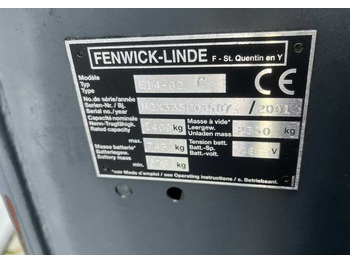 FENWICK-LINDE F - St. Quentin en Y
Modèle
Typ
Type
No.de série/année
Serien-Nr. / Bj. / 2001
Serial no./year
Capacité nominale Masse à vide*
Nenn-Tragfähigk. kg Leergew. kg
Rated capacity Unladen mass
max.
Masse batterie* Tension batt.
Batteriegew. kg Batt.-Sp. V
Battery mass Batt.-volt.
min. kg
*voir Mode d'emploi / see Operating instructions / s. Betriebsanl.
CE